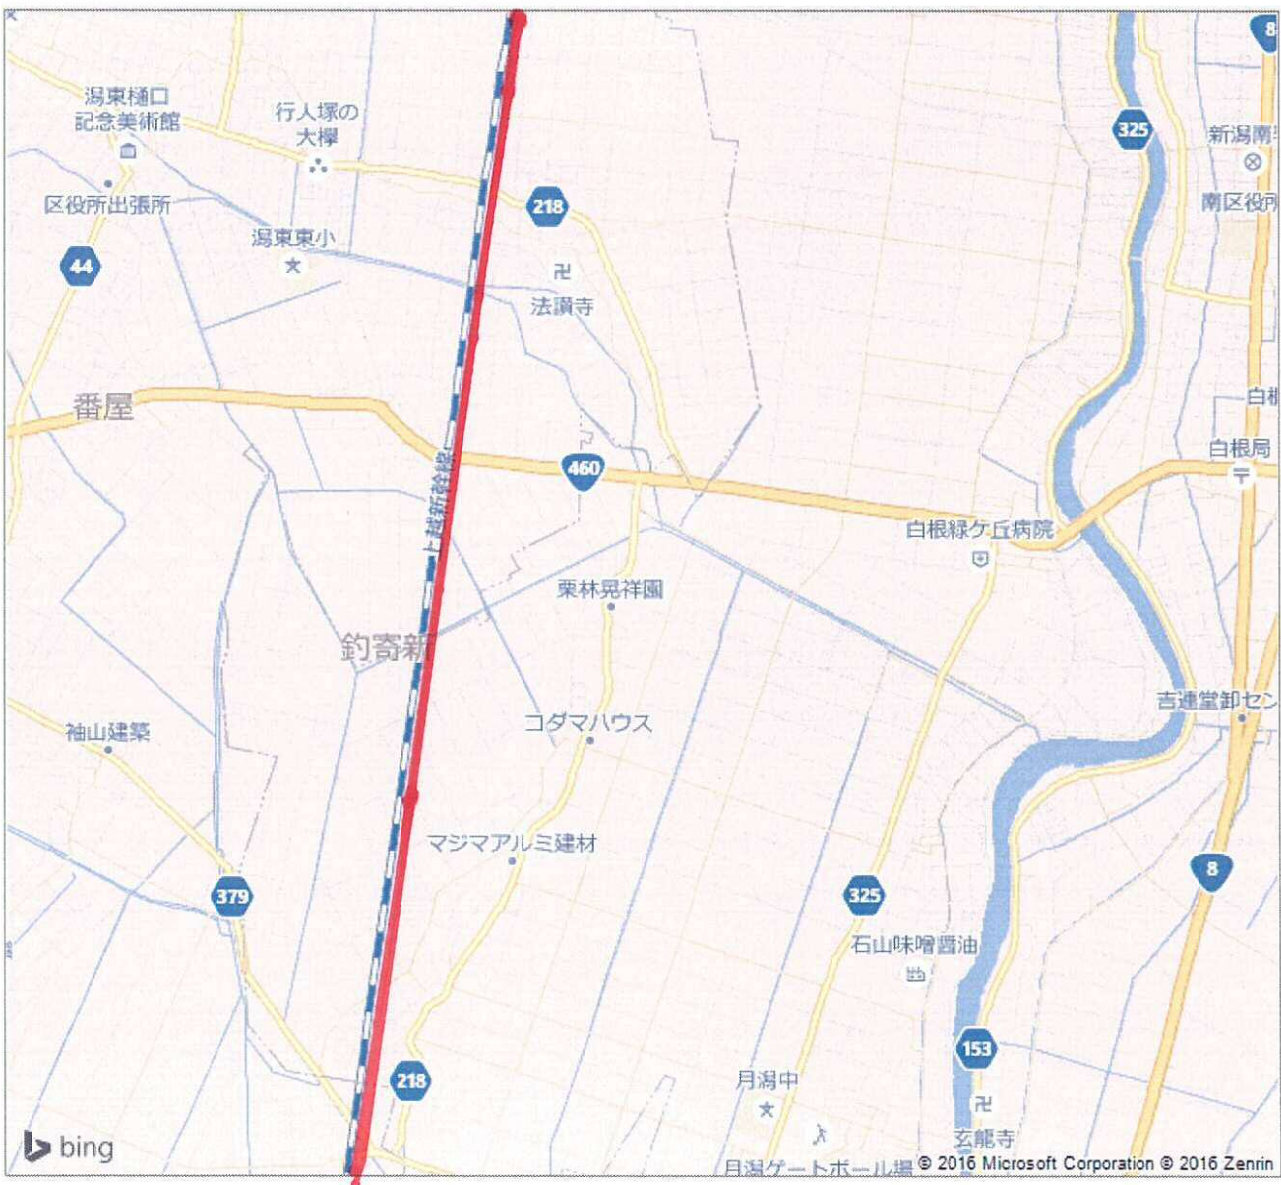 8
潟東樋口
記念美術館
行人塚の
大欅
325
新潟南
区役所出張所
218
南区役所
潟東東小
44
法讃寺
番屋
白根
上越新幹線
460
白根局
白根緑ケ丘病院
栗林晃祥園
釣寄新
吉運堂卸セン
コダマハウス
袖山建築
マジマアルミ建材
8
379
325
石山味噌醤油
153
218
月潟中
玄龍寺
bing
月潟ゲートボール場
© 2016 Microsoft Corporation © 2016 Zenrin